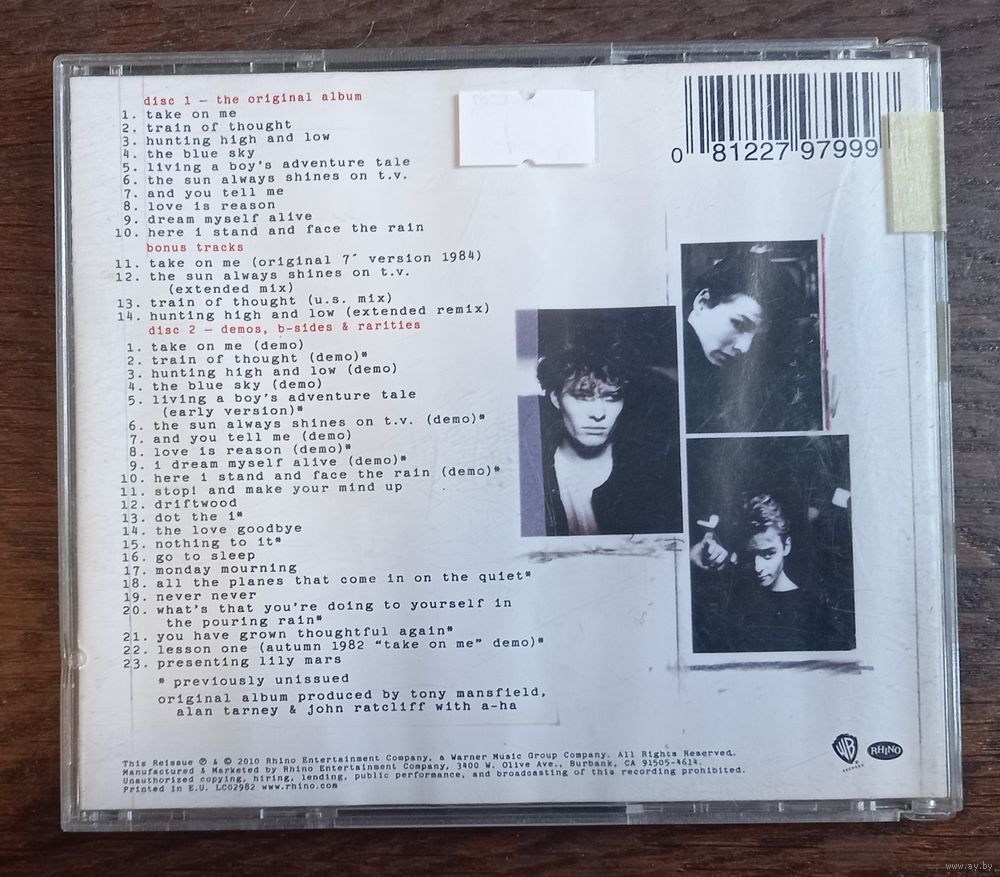 disc 1 – the original album
1. take on me
2. train of thought
3. hunting high and low
4. the blue sky
5. living a boy's adventure tale
6. the sun always shines on t.v.
7. and you tell me
8. love is reason
9. dream myself alive
10. here i stand and face the rain
bonus tracks
11. take on me (original 7″ version 1984)
12. the sun always shines on t.v.
(extended mix)
13. train of thought (u.s. mix)
14. hunting high and low (extended remix)
disc 2 – demos, b-sides & rarities
1. take on me (demo)
2. train of thought (demo)*
3. hunting high and low (demo)
4. the blue sky (demo)
5. living a boy's adventure tale
(early version)*
6. the sun always shines on t.v. (demo)*
7. and you tell me (demo)
8. love is reason (demo)*
9. i dream myself alive (demo)*
10. here i stand and face the rain (demo)*
11. stop! and make your mind up
12. driftwood
13. dot the i*
14. the love goodbye
15. nothing to it*
16. go to sleep
17. monday mourning
18. all the planes that come in on the quiet*
19. never never
20. what's that you're doing to yourself in
the pouring rain*
21. you have grown thoughtful again*
22. lesson one (autumn 1982 "take on me" demo)*
23. presenting lily mars
* previously unissued
original album produced by tony mansfield,
alan tarney & john ratcliff with a-ha
This Reissue ℗ & © 2010 Rhino Entertainment Company, a Warner Music Group Company. All Rights Reserved.
Manufactured & Marketed by Rhino Entertainment Company, 3400 W. Olive Ave., Burbank, CA 91505-4614.
Unauthorized copying, hiring, lending, public performance, and broadcasting of this recording prohibited.
Printed in E.U. LC02982 www.rhino.com
0 81227 97999
WB
RHINO
www.ay.by